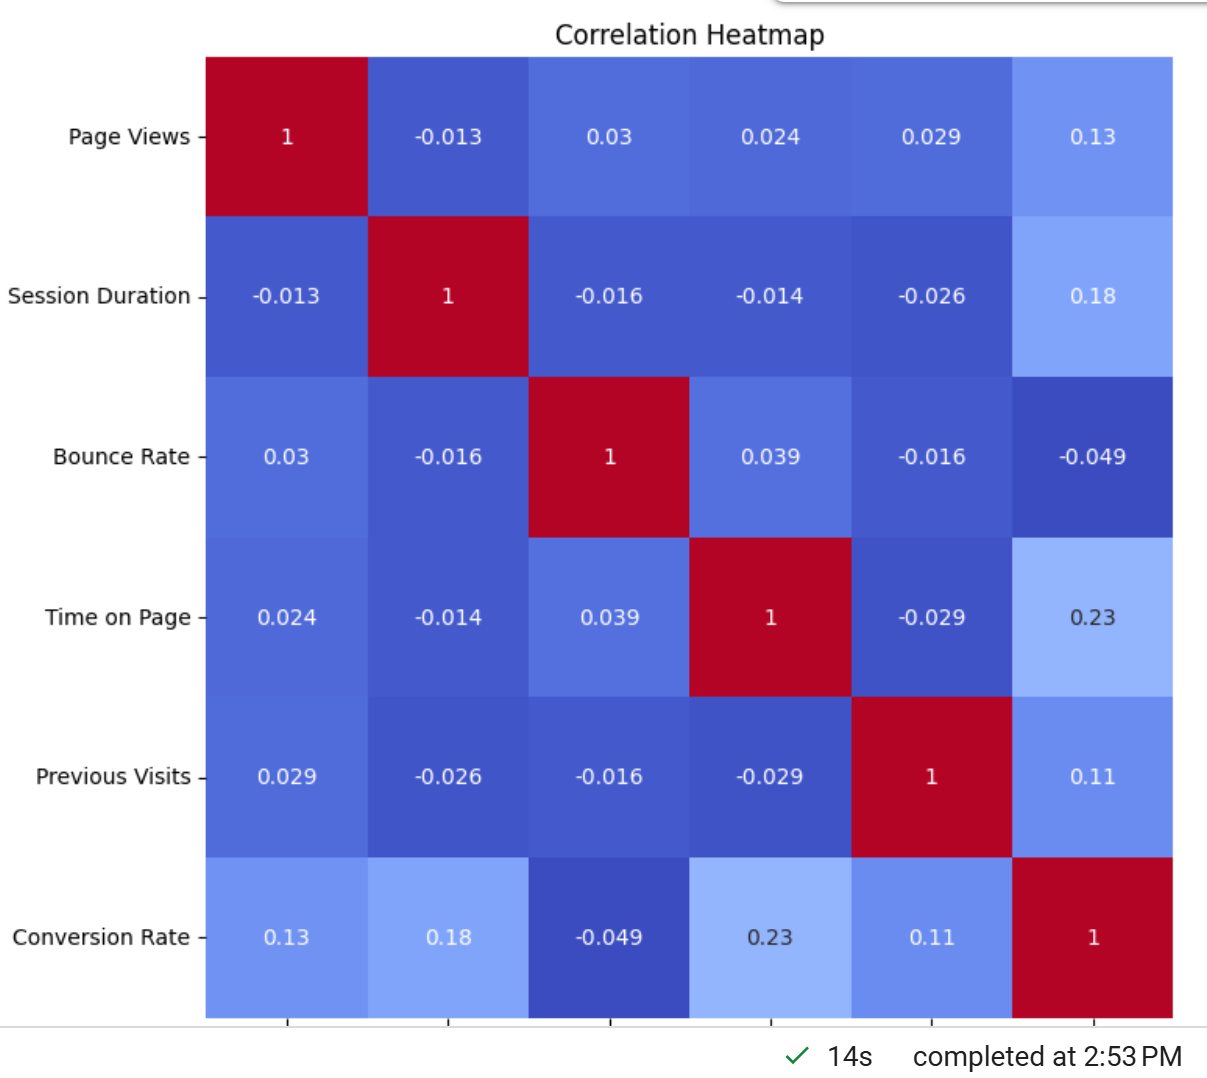 Correlation Heatmap
Page Views 1 -0.013 0.03 0.024 0.029 0.13
Session Duration -0.013 1 -0.016 -0.014 -0.026 0.18
Bounce Rate 0.03 -0.016 1 0.039 -0.016 -0.049
Time on Page 0.024 -0.014 0.039 1 -0.029 0.23
Previous Visits 0.029 -0.026 -0.016 -0.029 1 0.11
Conversion Rate 0.13 0.18 -0.049 0.23 0.11 1
14s completed at 2:53 PM